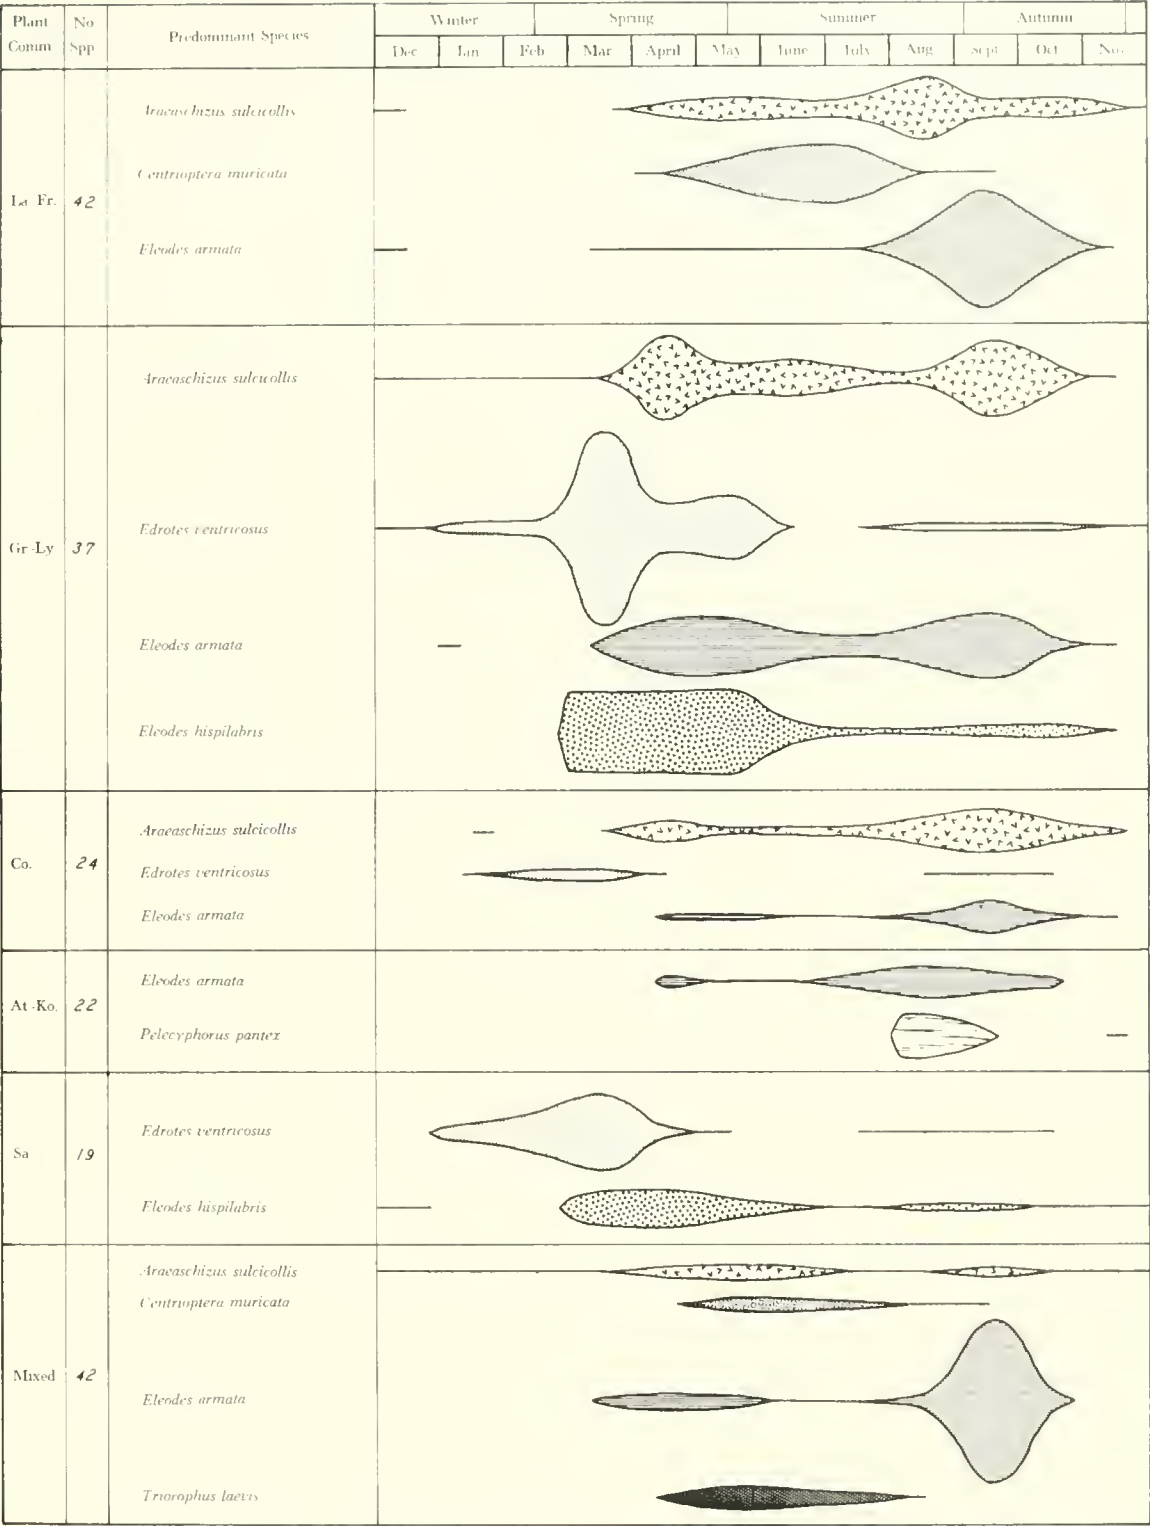 Plant Comm No Spp Predominant Species Winter Spring Summer Autumn
Dec Jan Feb Mar April May June July Aug Sept Oct Nov.
La Fr. 42
Araeaschizus sulcicollis
Centrioptera muricata
Eleodes armata
Gr-Ly 37
Araeaschizus sulcicollis
Edrotes ventricosus
Eleodes armata
Eleodes hispilabris
Co. 24
Araeaschizus sulcicollis
Edrotes ventricosus
Eleodes armata
At-Ko. 22
Eleodes armata
Pelecyphorus pantex
Sa 19
Edrotes ventricosus
Eleodes hispilabris
Mixed 42
Araeaschizus sulcicollis
Centrioptera muricata
Eleodes armata
Triorophus laevis